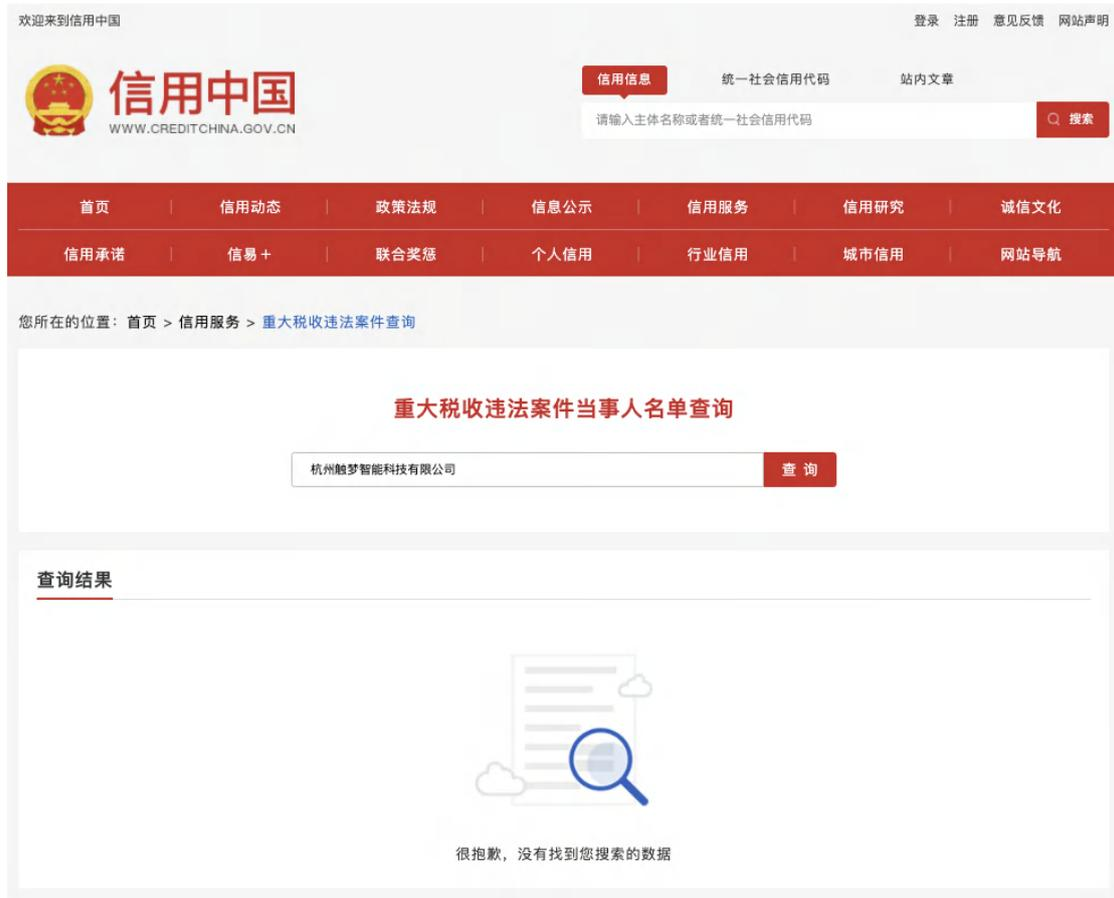 欢迎来到信用中国 登录 注册 意见反馈 网站声明
信用中国
WWW.CREDITCHINA.GOV.CN
信用信息 统一社会信用代码 站内文章
请输入主体名称或者统一社会信用代码 搜索
首页 信用动态 政策法规 信息公示 信用服务 信用研究 诚信文化
信用承诺 信易+ 联合奖惩 个人信用 行业信用 城市信用 网站导航
您所在的位置：首页 > 信用服务 > 重大税收违法案件查询
重大税收违法案件当事人名单查询
杭州触梦智能科技有限公司 查询
查询结果
很抱歉，没有找到您搜索的数据